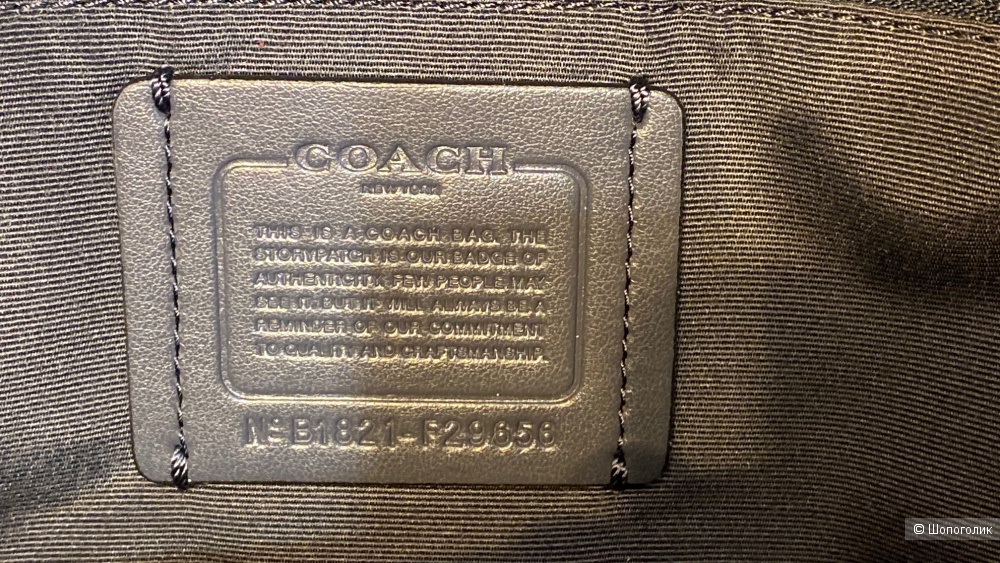 COACH
NEW YORK
THIS IS A COACH BAG. THE
STORYPATCH IS OUR BADGE OF
AUTHENTICITY. FEW PEOPLE MAY
SEE IT BUT IT WILL ALWAYS BE A
REMINDER OF OUR COMMITMENT
TO QUALITY AND CRAFTSMANSHIP.
Nº B1821-F29656
© Шопоголик